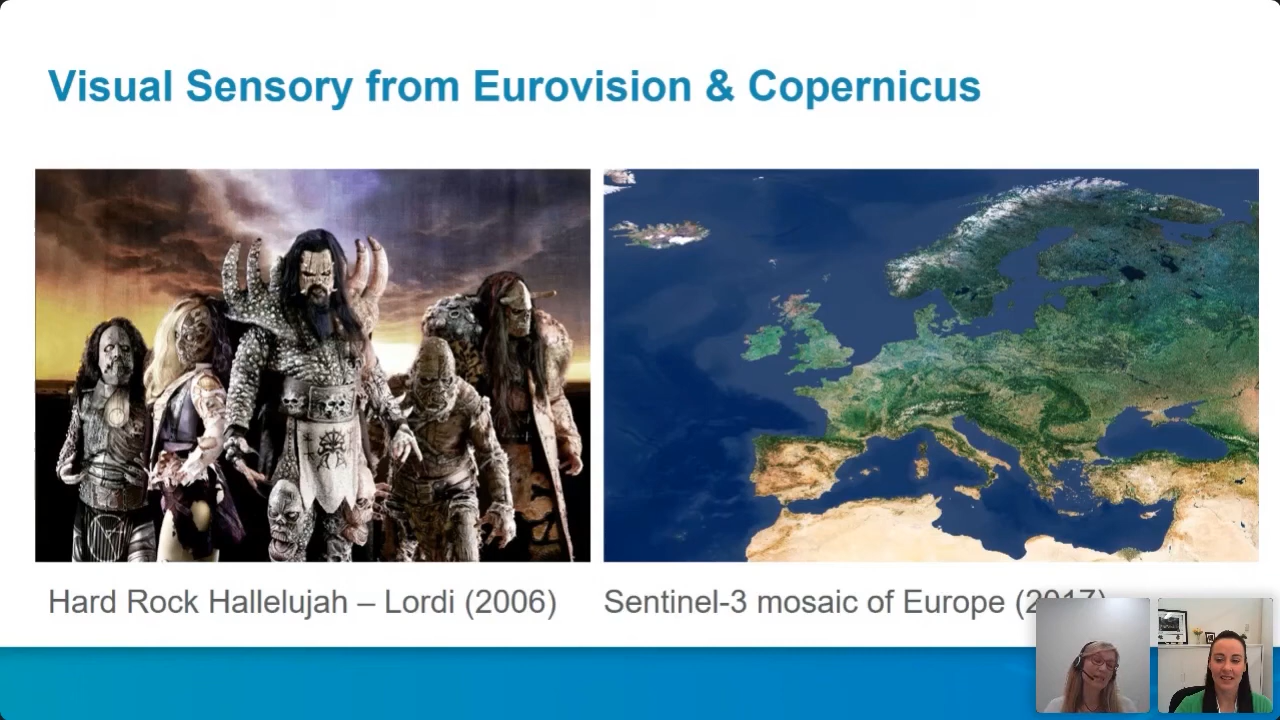 Visual Sensory from Eurovision & Copernicus
Hard Rock Hallelujah – Lordi (2006)
Sentinel-3 mosaic of Europe (2017)